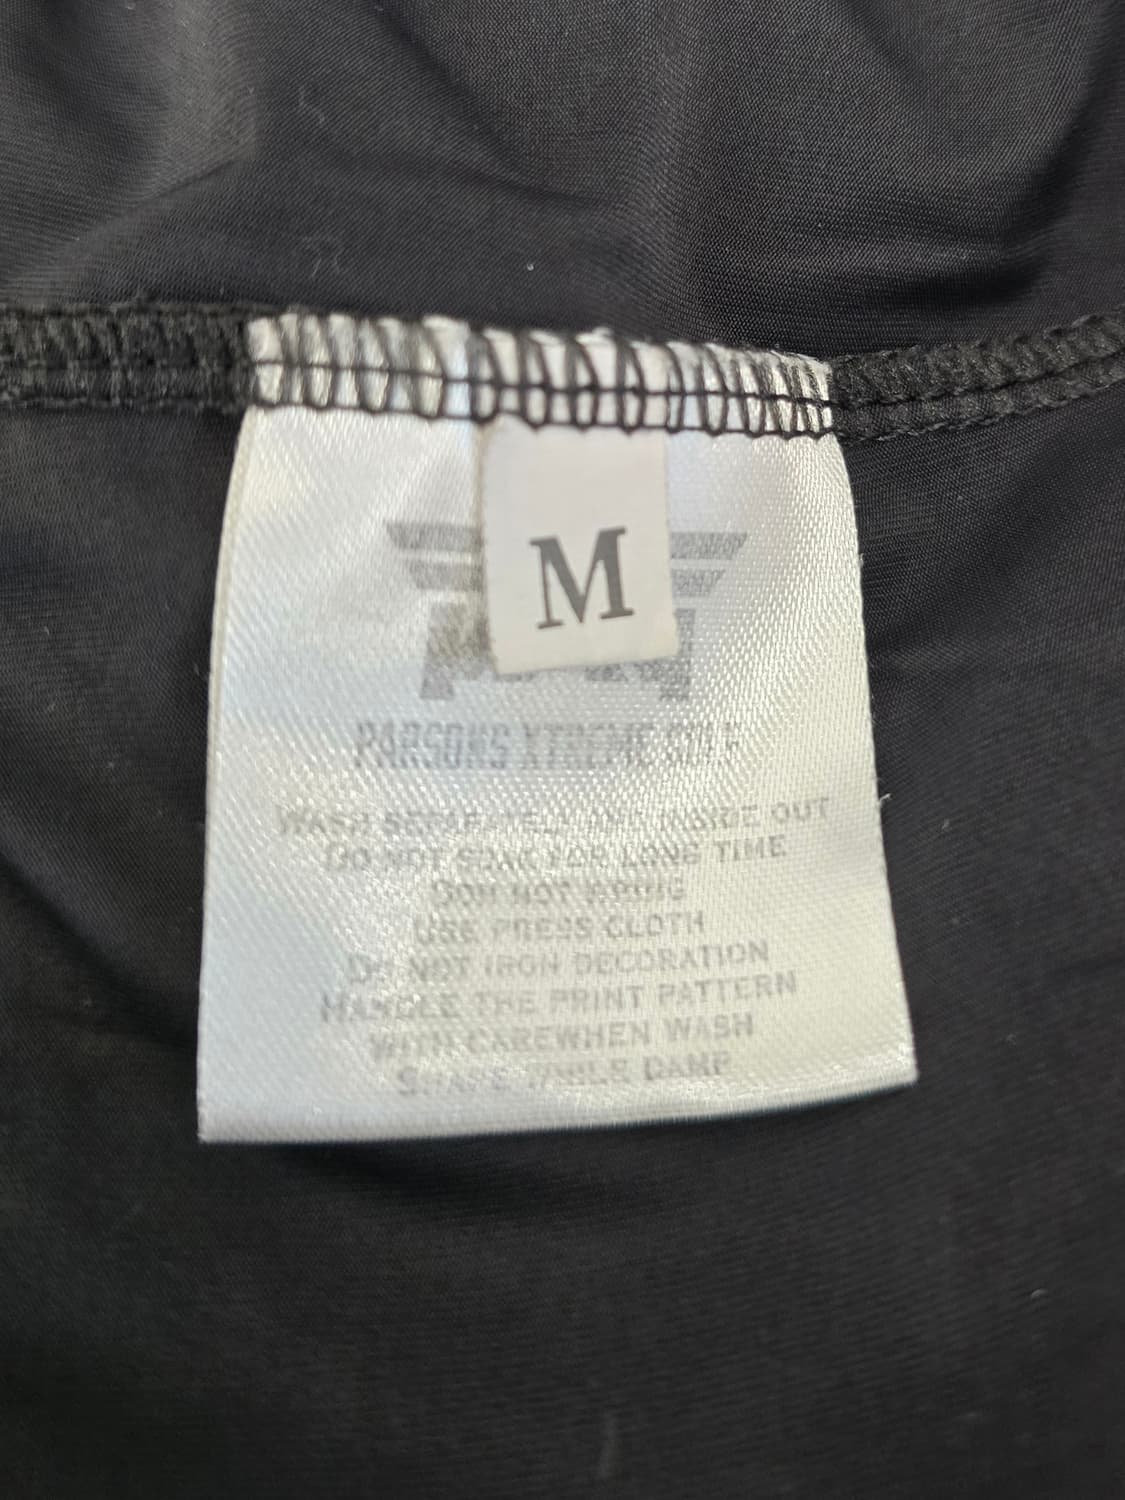 M
PARSONS XTREME GOLF
WASH SEPARATELY AND INSIDE OUT
DO NOT SOAK FOR LONG TIME
DOM NOT WRING
USE PRESS CLOTH
DO NOT IRON DECORATION
HANDLE THE PRINT PATTERN
WITH CAREWHEN WASH
SHAPE WHILE DAMP